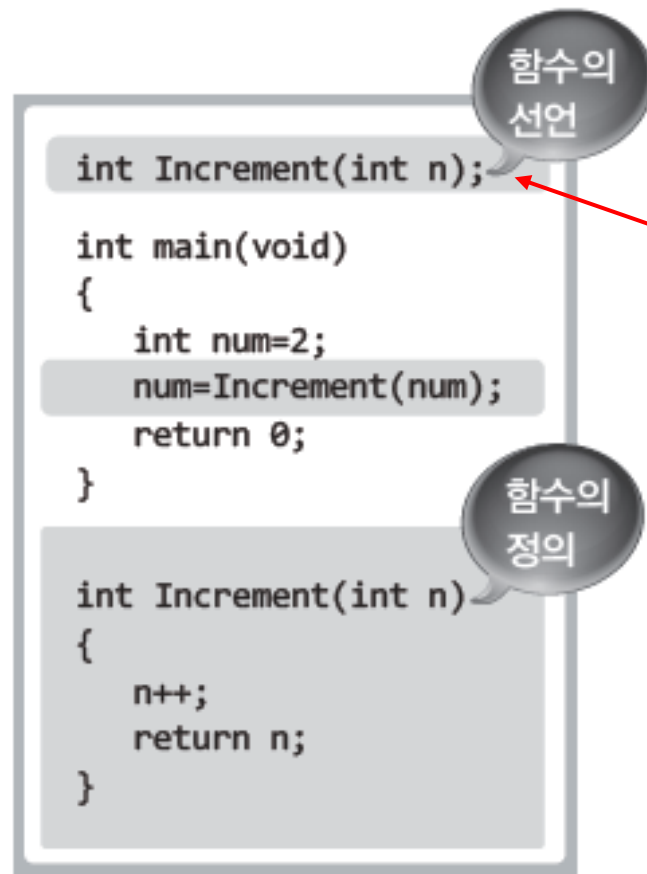 함수의
선언
int Increment(int n);
int main(void)
{
int num=2;
num=Increment(num);
return 0;
}
함수의
정의
int Increment(int n)
{
n++;
return n;
}